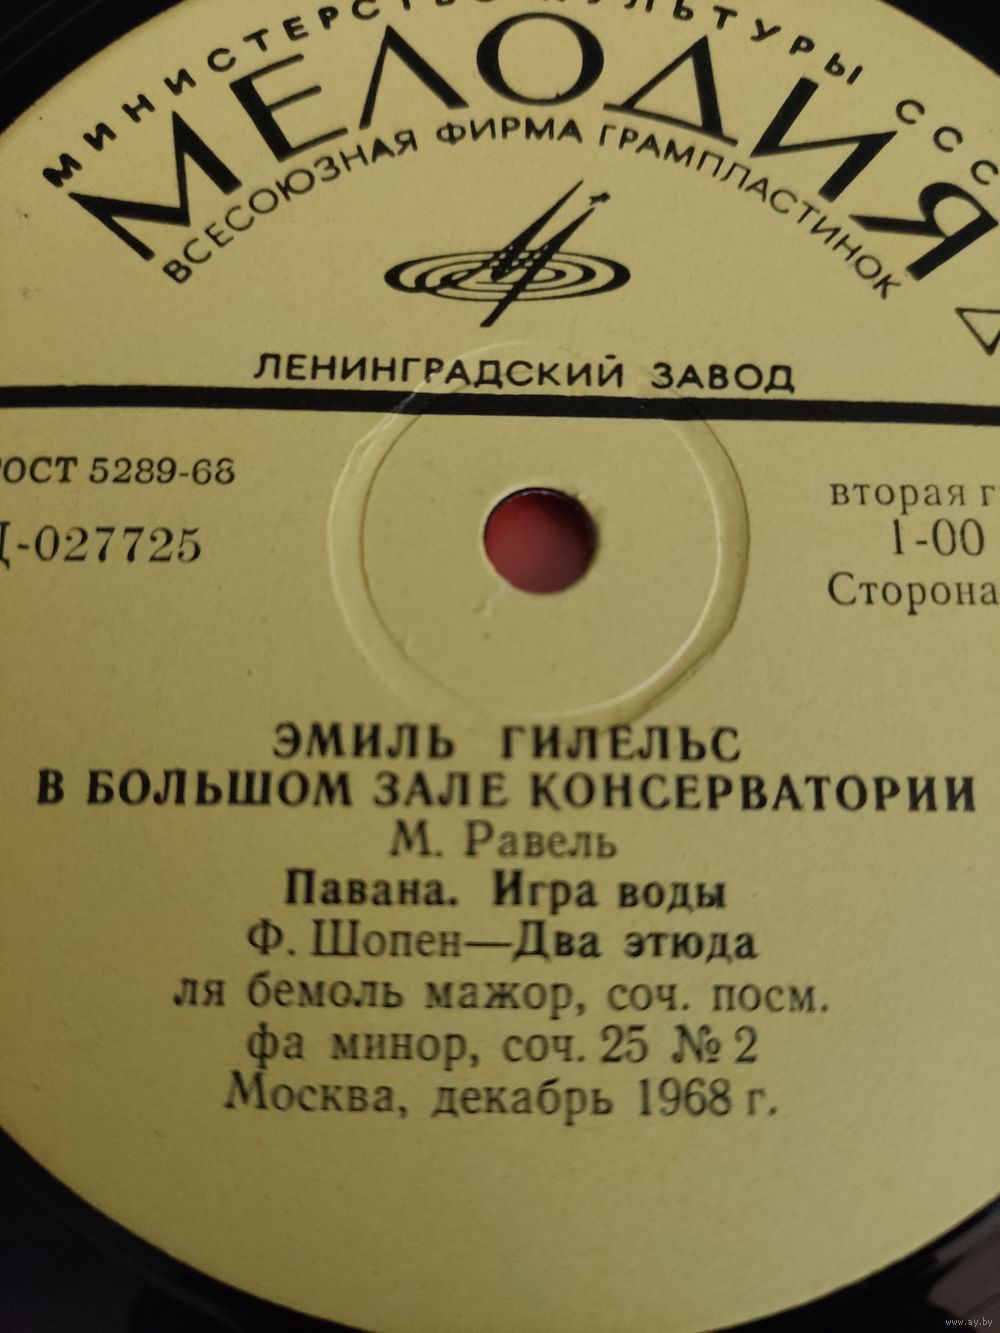 МИНИСТЕРСТВО КУЛЬТУРЫ СССР
МЕЛОДИЯ
ВСЕСОЮЗНАЯ ФИРМА ГРАМПЛАСТИНОК
ЛЕНИНГРАДСКИЙ ЗАВОД
ГОСТ 5289-68
Д-027725
вторая г
1-00
Сторона
ЭМИЛЬ ГИЛЕЛЬС
В БОЛЬШОМ ЗАЛЕ КОНСЕРВАТОРИИ
М. Равель
Павана. Игра воды
Ф. Шопен—Два этюда
ля бемоль мажор, соч. посм.
фа минор, соч. 25 № 2
Москва, декабрь 1968 г.
www.ay.by